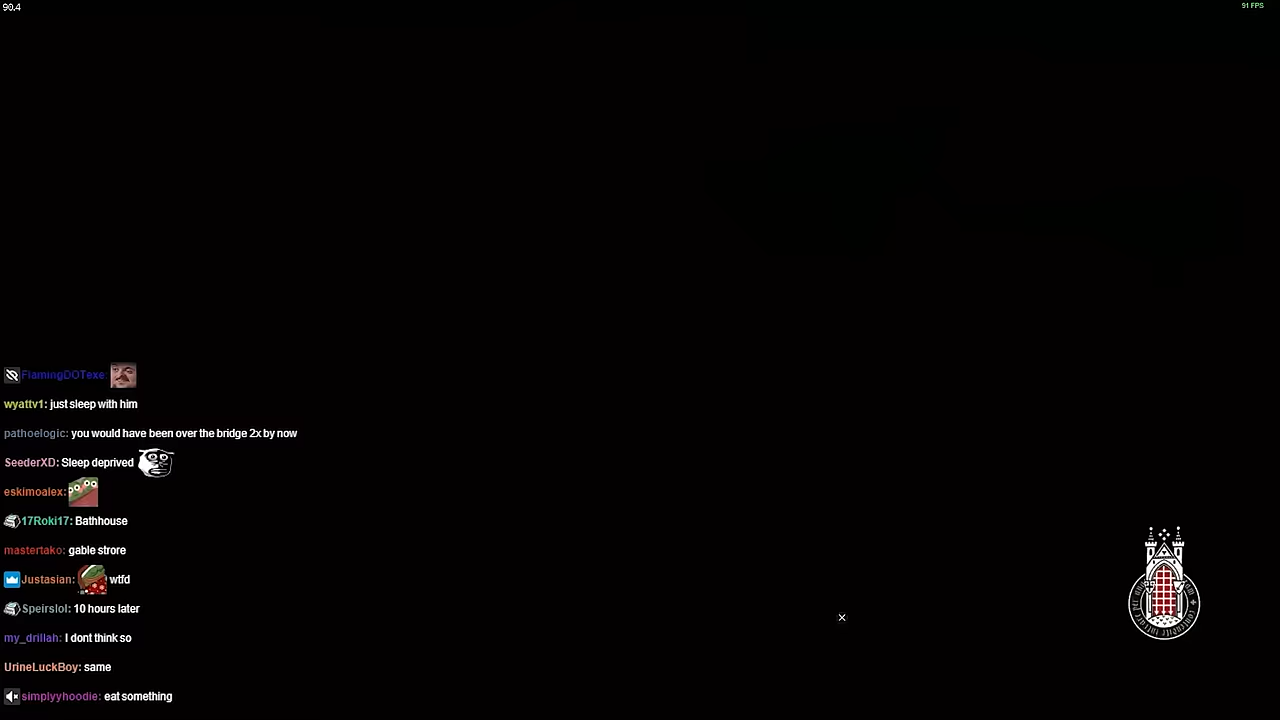 90.4
91 FPS
FlamingDOTexe:
wyattv1: just sleep with him
pathoelogic: you would have been over the bridge 2x by now
SeederXD: Sleep deprived
eskimoalex:
17Roki17: Bathhouse
mastertako: gable strore
Justasian: wtfd
Speirslol: 10 hours later
my_drillah: I dont think so
UrineLuckBoy: same
simplyyhoodie: eat something